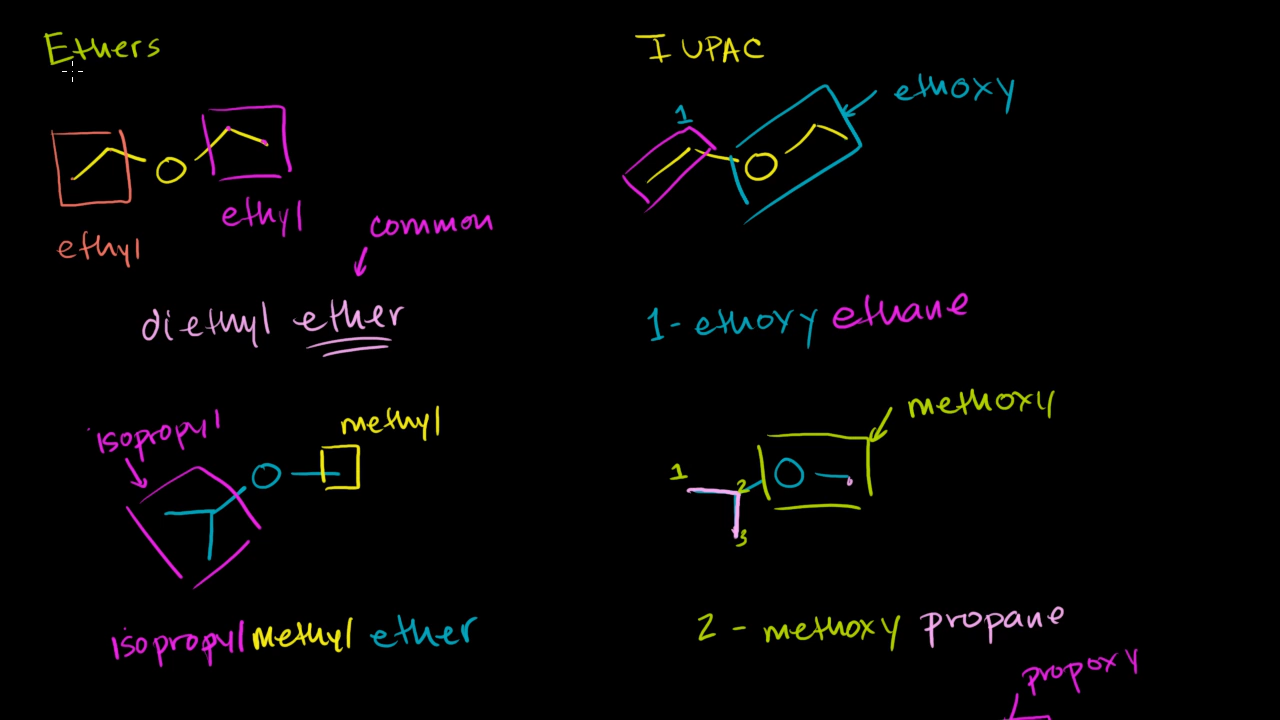 Ethers
ethyl
O
ethyl
common
diethyl ether
isopropyl
methyl
O
isopropyl methyl ether
IUPAC
1
O
ethoxy
1-ethoxy ethane
methoxy
1
2
3
O
2-methoxy propane
propoxy